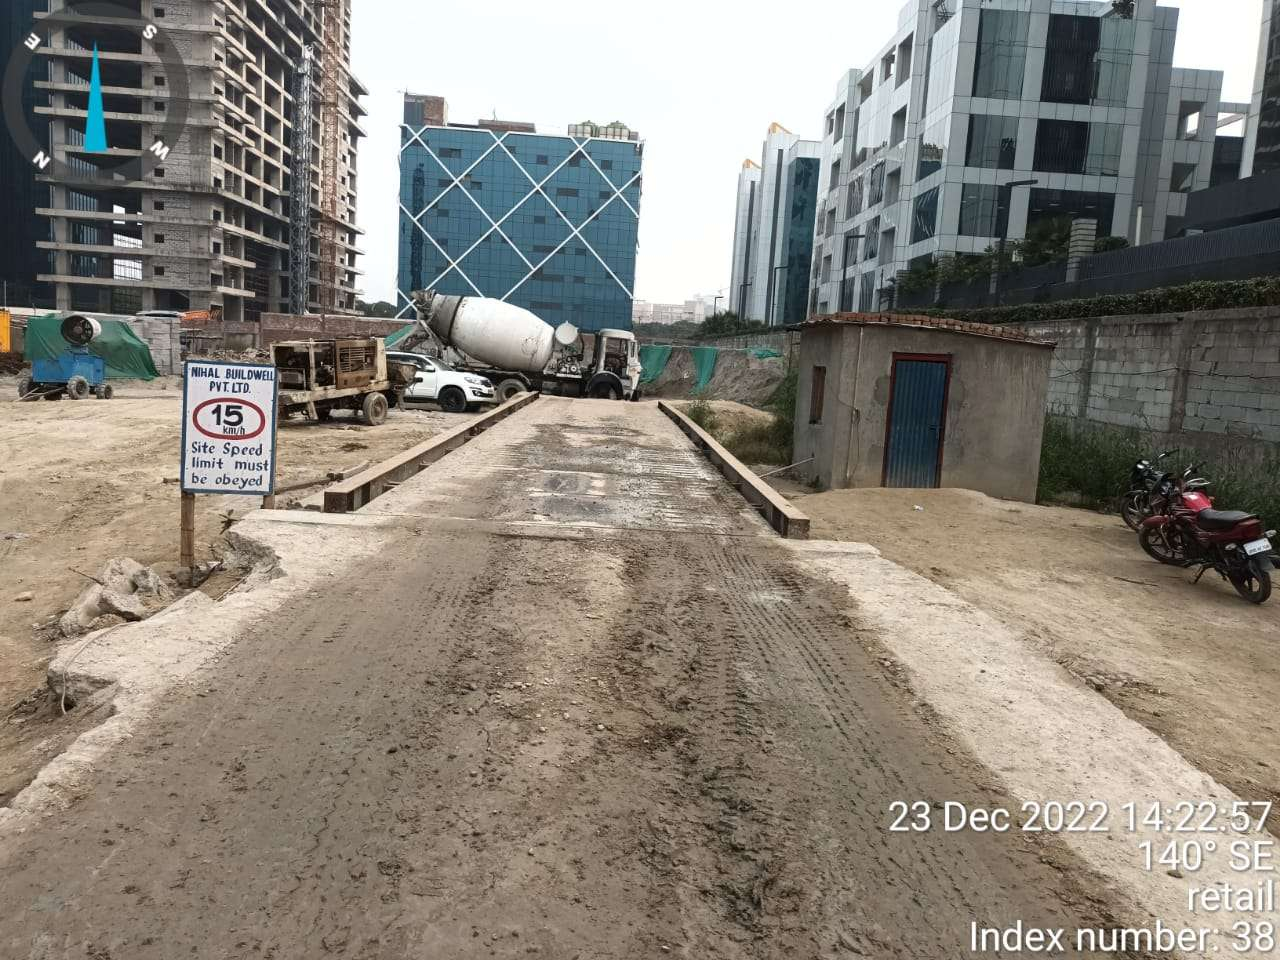 S
E
W
N
NIHAL BUILDWELL
PVT. LTD.
15
km/h
Site Speed
limit must
be obeyed
23 Dec 2022 14:22:57
140° SE
retail
Index number: 38